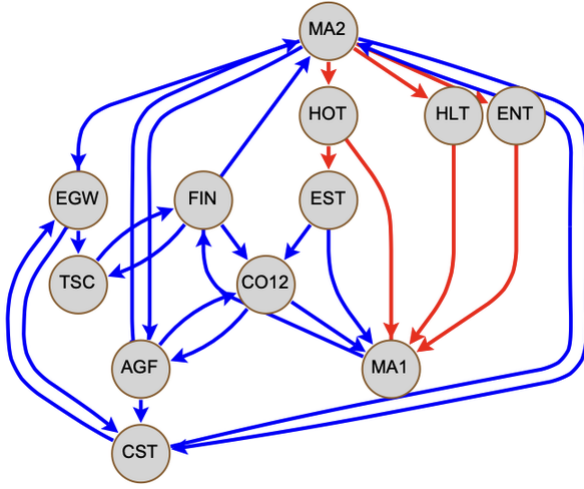 MA2
HOT
HLT
ENT
EGW
FIN
EST
TSC
CO12
AGF
MA1
CST